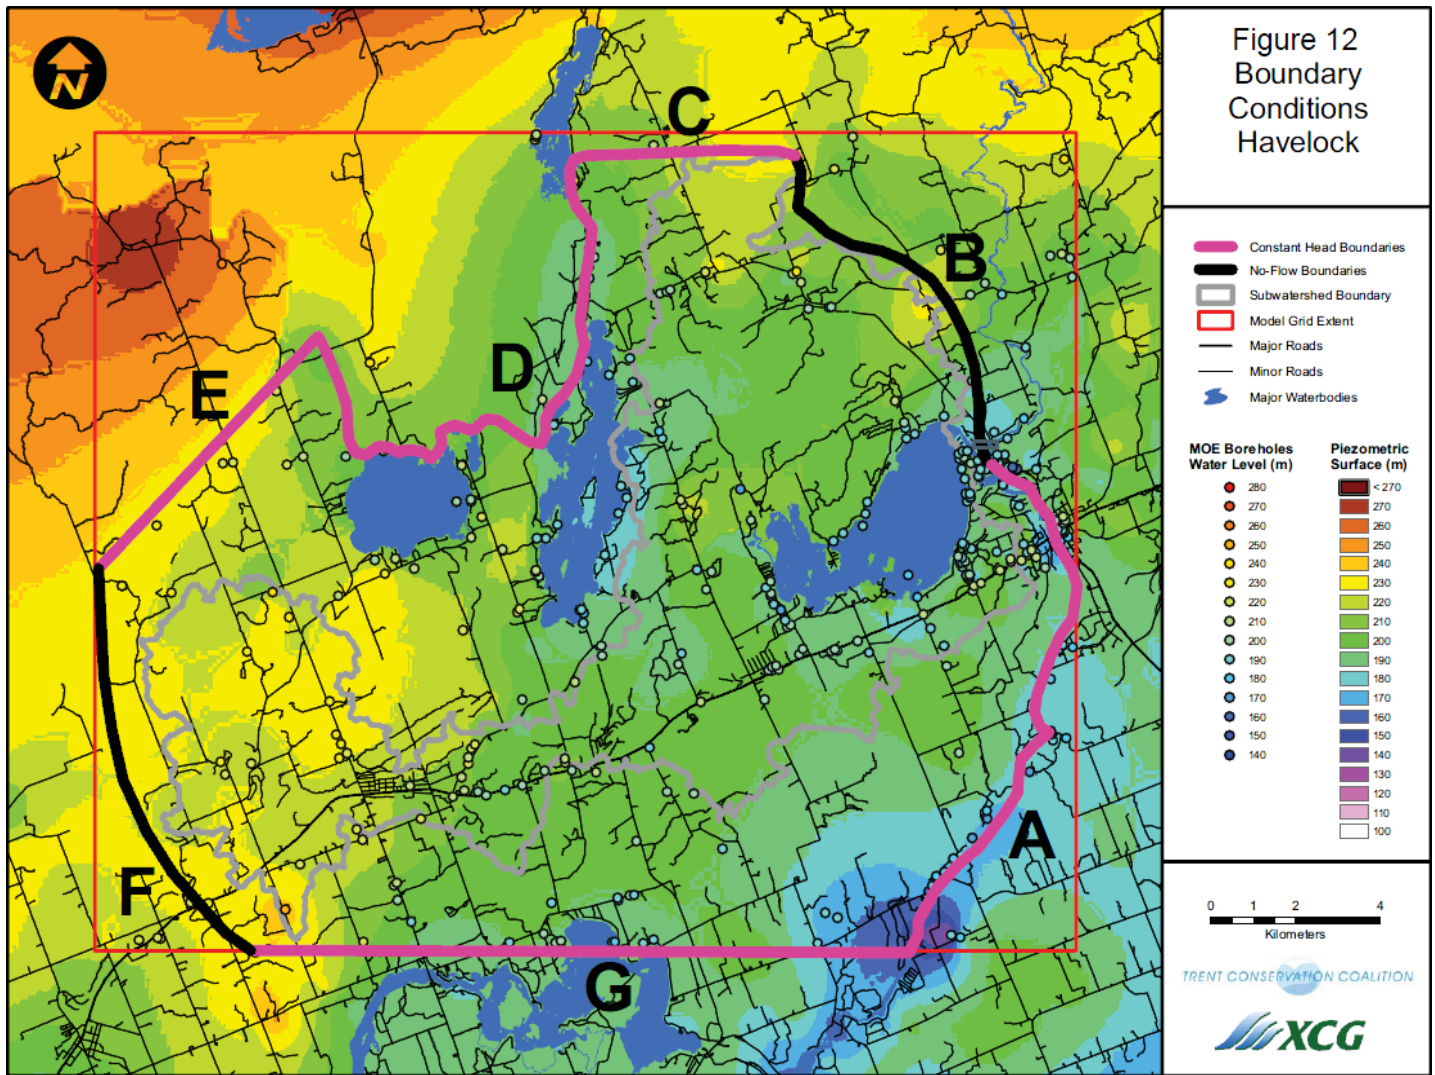 N
C
B
D
E
A
F
G
Figure 12
Boundary
Conditions
Havelock
Constant Head Boundaries
No-Flow Boundaries
Subwatershed Boundary
Model Grid Extent
Major Roads
Minor Roads
Major Waterbodies
MOE Boreholes
Water Level (m)
280
270
260
250
240
230
220
210
200
190
180
170
160
150
140
Piezometric
Surface (m)
< 270
270
260
250
240
230
220
210
200
190
180
170
160
150
140
130
120
110
100
0 1 2 4
Kilometers
TRENT CONSERVATION COALITION
XCG